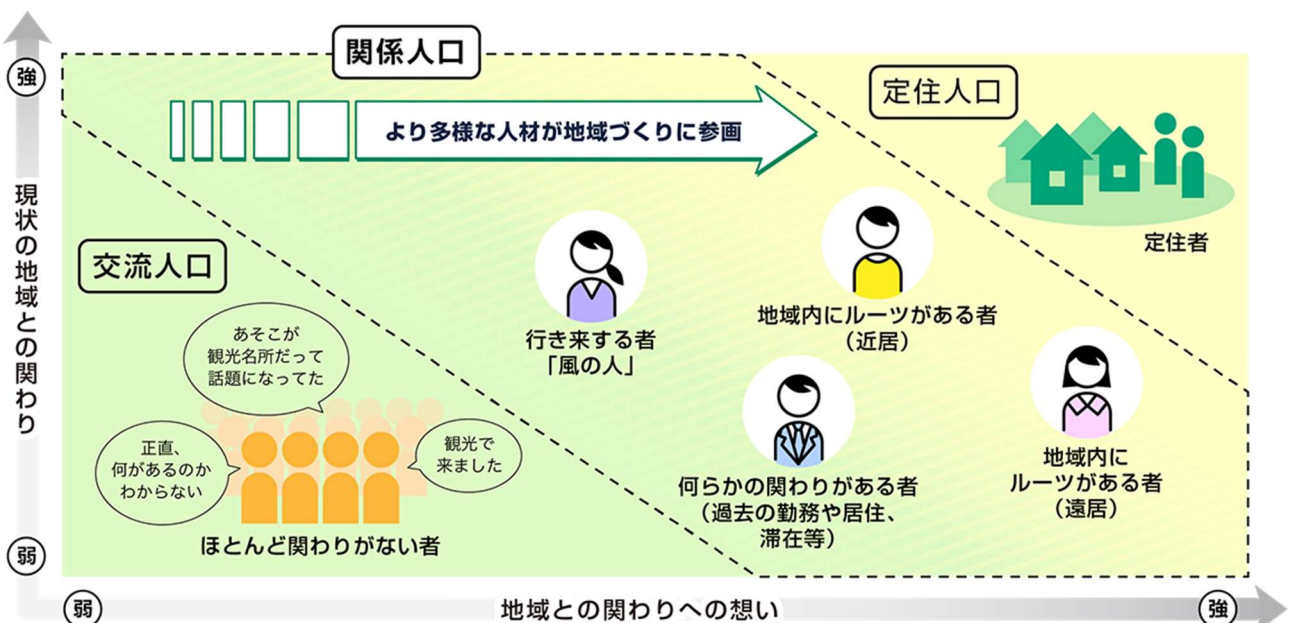 関係人口
強
定住人口
より多様な人材が地域づくりに参画
定住者
現状の地域との関わり
交流人口
あそこが
観光名所だって
話題になってた
行き来する者
「風の人」
地域内にルーツがある者
（近居）
正直、
何があるのか
わからない
観光で
来ました
ほとんど関わりがない者
何らかの関わりがある者
（過去の勤務や居住、
滞在等）
地域内に
ルーツがある者
（遠居）
弱
弱
地域との関わりへの想い
強